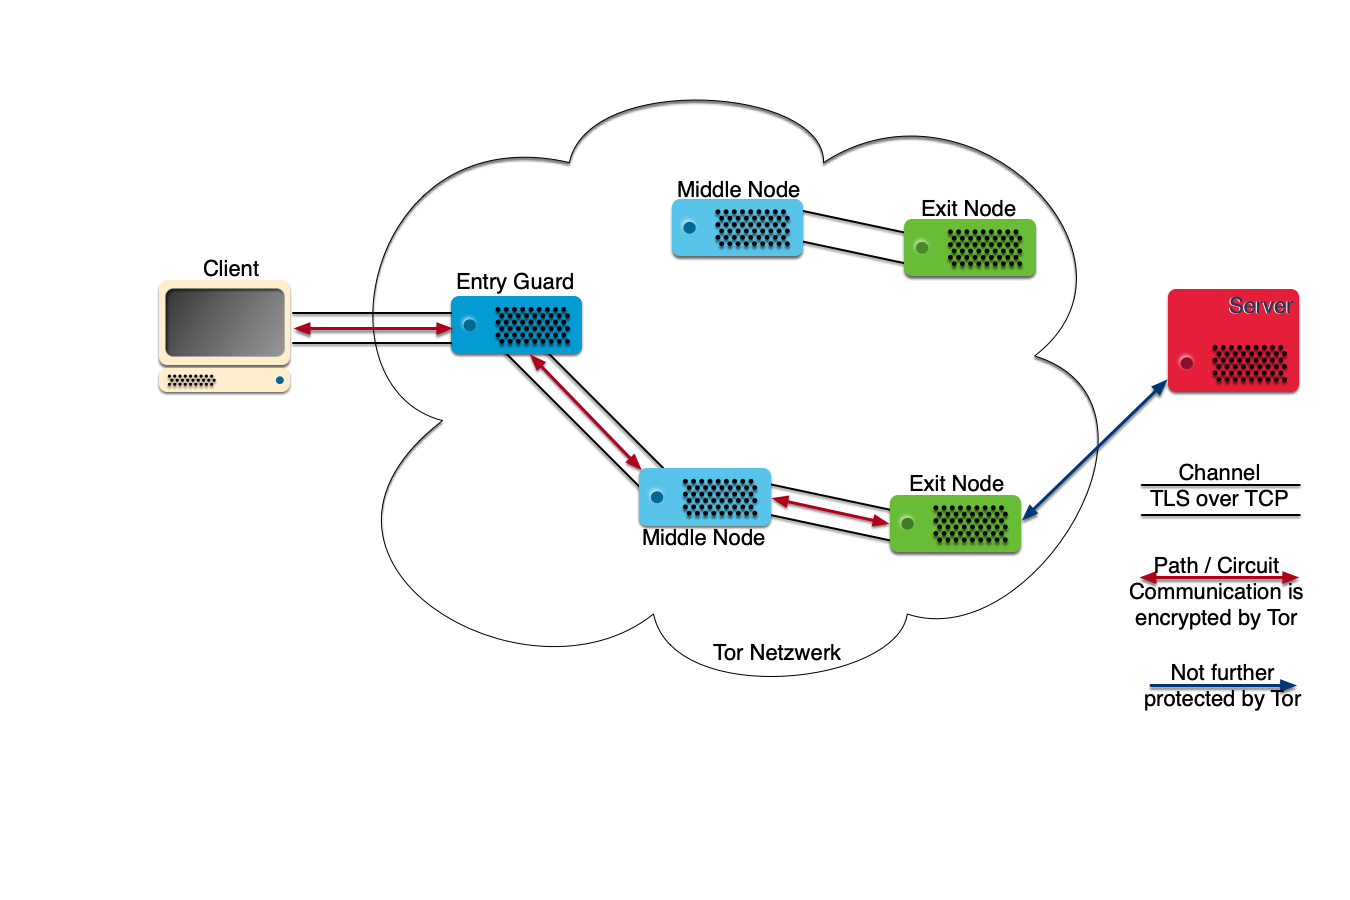 Middle Node
Exit Node
Client
Entry Guard
Server
Channel
TLS over TCP
Exit Node
Middle Node
Path / Circuit
Communication is
encrypted by Tor
Tor Netzwerk
Not further
protected by Tor